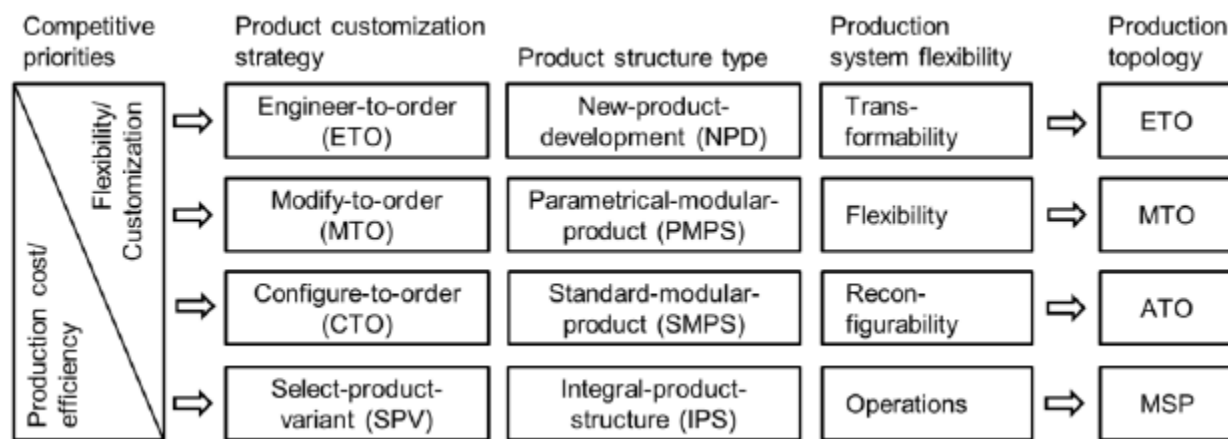 Competitive
priorities
Product customization
strategy
Product structure type
Production
system flexibility
Production
topology
Flexibility/
Customization
Production cost/
efficiency
Engineer-to-order
(ETO)
New-product-
development (NPD)
Trans-
formability
ETO
Modify-to-order
(MTO)
Parametrical-modular-
product (PMPS)
Flexibility
MTO
Configure-to-order
(CTO)
Standard-modular-
product (SMPS)
Recon-
figurability
ATO
Select-product-
variant (SPV)
Integral-product-
structure (IPS)
Operations
MSP